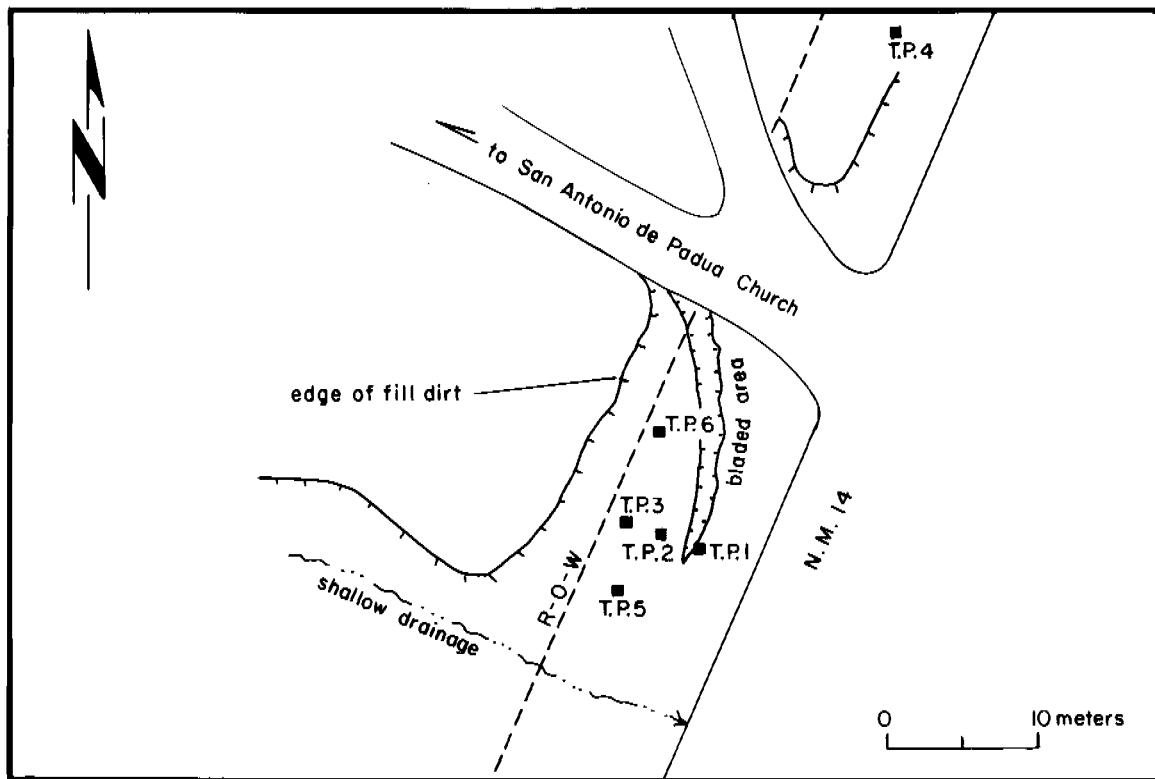 T.P. 4
N
to San Antonio de Padua Church
edge of fill dirt
bladed area
T.P. 6
T.P. 3
T.P. 2
T.P. 1
N. M. 14
T.P. 5
R-O-W
shallow drainage
0 10 meters